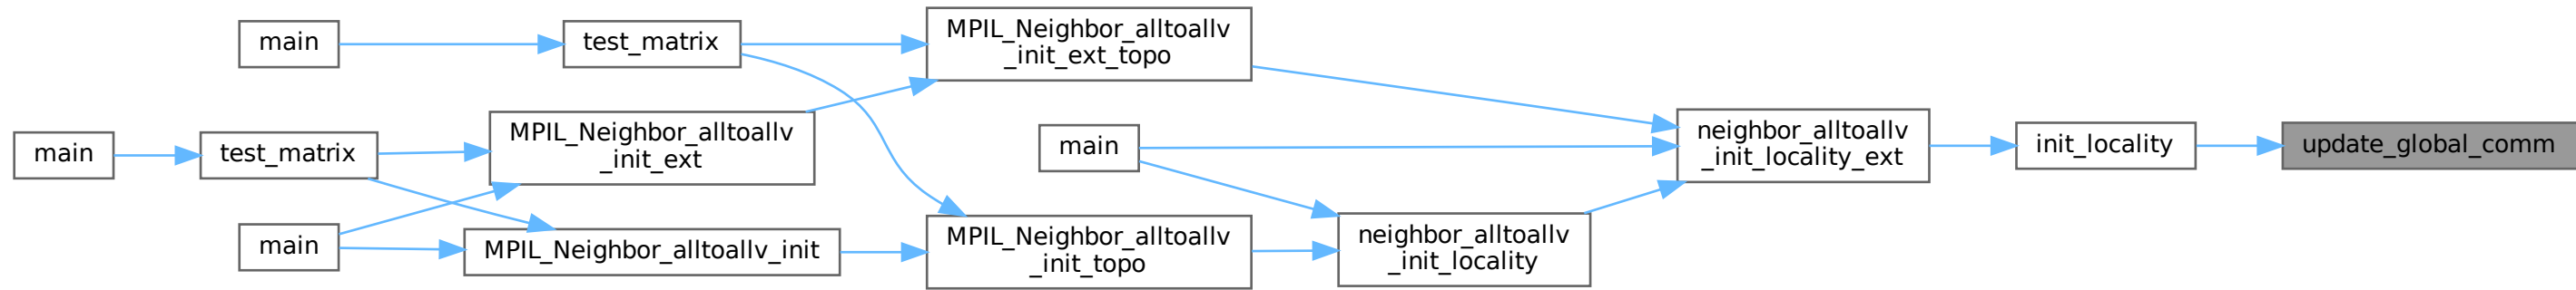 main
test_matrix
MPIL_Neighbor_alltoallv
_init_ext_topo
main
test_matrix
MPIL_Neighbor_alltoallv
_init_ext
main
neighbor_alltoallv
_init_locality_ext
init_locality
update_global_comm
main
MPIL_Neighbor_alltoallv_init
MPIL_Neighbor_alltoallv
_init_topo
neighbor_alltoallv
_init_locality